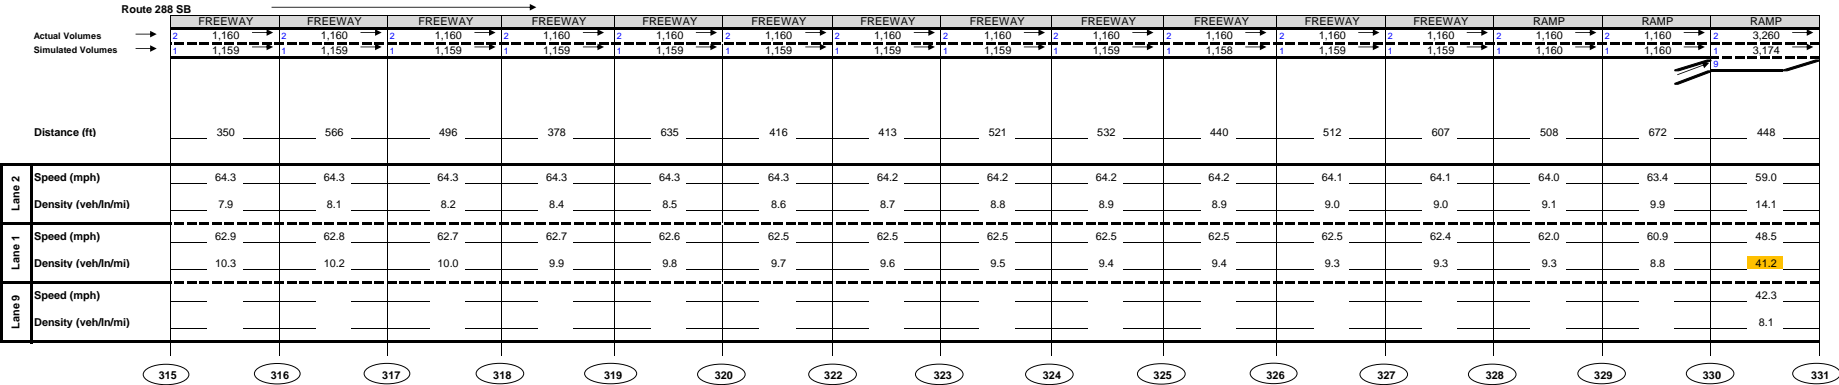 Route 288 SB
FREEWAY FREEWAY FREEWAY FREEWAY FREEWAY FREEWAY FREEWAY FREEWAY FREEWAY FREEWAY FREEWAY FREEWAY RAMP RAMP RAMP
Actual Volumes 2 1,160 2 1,160 2 1,160 2 1,160 2 1,160 2 1,160 2 1,160 2 1,160 2 1,160 2 1,160 2 1,160 2 1,160 2 1,160 2 1,160 2 3,260
Simulated Volumes 1 1,159 1 1,159 1 1,159 1 1,159 1 1,159 1 1,159 1 1,159 1 1,159 1 1,159 1 1,158 1 1,159 1 1,159 1 1,160 1 1,160 1 3,174
9
Distance (ft) 350 566 496 378 635 416 413 521 532 440 512 607 508 672 448
Lane 2
Speed (mph) 64.3 64.3 64.3 64.3 64.3 64.3 64.2 64.2 64.2 64.2 64.1 64.1 64.0 63.4 59.0
Density (veh/ln/mi) 7.9 8.1 8.2 8.4 8.5 8.6 8.7 8.8 8.9 8.9 9.0 9.0 9.1 9.9 14.1
Lane 1
Speed (mph) 62.9 62.8 62.7 62.7 62.6 62.5 62.5 62.5 62.5 62.5 62.5 62.4 62.0 60.9 48.5
Density (veh/ln/mi) 10.3 10.2 10.0 9.9 9.8 9.7 9.6 9.5 9.4 9.4 9.3 9.3 9.3 8.8 41.2
Lane 9
Speed (mph) 42.3
Density (veh/ln/mi) 8.1
315 316 317 318 319 320 322 323 324 325 326 327 328 329 330 331